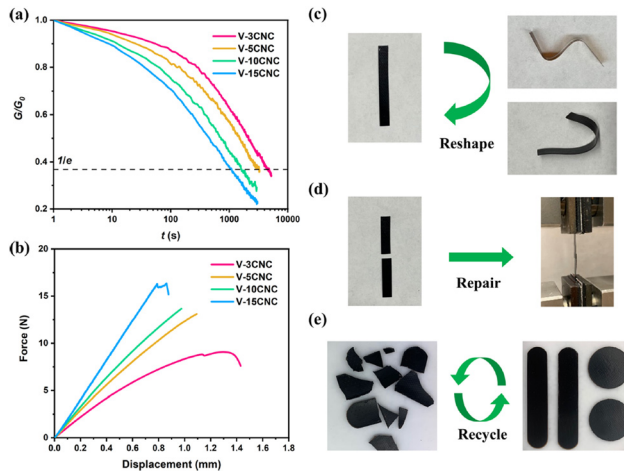 (a)
1.0
0.8
0.6
0.4
0.2
G/G0
V-3CNC
V-5CNC
V-10CNC
V-15CNC
1/e
1
10
100
1000
10000
t (s)
(b)
20
15
10
5
0
Force (N)
V-3CNC
V-5CNC
V-10CNC
V-15CNC
0.0
0.2
0.4
0.6
0.8
1.0
1.2
1.4
1.6
1.8
Displacement (mm)
(c)
Reshape
(d)
Repair
(e)
Recycle